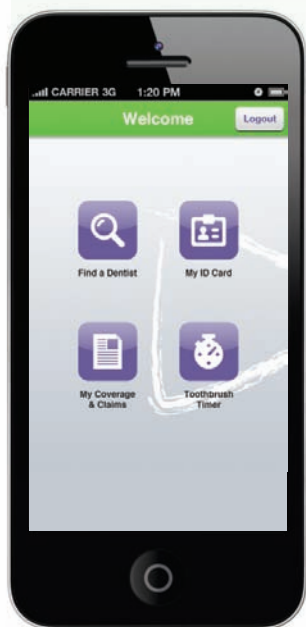 CARRIER 3G 1:20 PM
Welcome Logout
Find a Dentist My ID Card
My Coverage
& Claims
Toothbrush
Timer